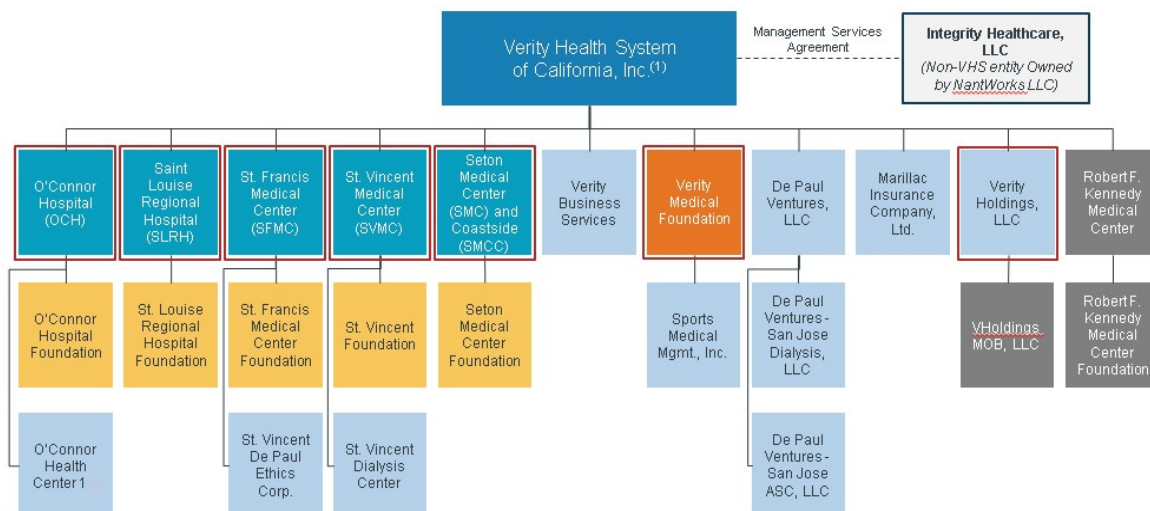 Verity Health System
of California, Inc.(1)
Management Services
Agreement
Integrity Healthcare,
LLC
(Non-VHS entity Owned
by NantWorks LLC)
O'Connor
Hospital
(OCH)
Saint
Louise
Regional
Hospital
(SLRH)
St. Francis
Medical
Center
(SFMC)
St. Vincent
Medical
Center
(SVMC)
Seton
Medical
Center
(SMC) and
Coastside
(SMCC)
Verity
Business
Services
Verity
Medical
Foundation
De Paul
Ventures,
LLC
Marillac
Insurance
Company,
Ltd.
Verity
Holdings,
LLC
Robert F.
Kennedy
Medical
Center
O'Connor
Hospital
Foundation
St. Louise
Regional
Hospital
Foundation
St. Francis
Medical
Center
Foundation
St. Vincent
Foundation
Seton
Medical
Center
Foundation
Sports
Medical
Mgmt., Inc.
De Paul
Ventures -
San Jose
Dialysis,
LLC
VHoldings
MOB, LLC
Robert F.
Kennedy
Medical
Center
Foundation
O'Connor
Health
Center 1
St. Vincent
De Paul
Ethics
Corp.
St. Vincent
Dialysis
Center
De Paul
Ventures -
San Jose
ASC, LLC